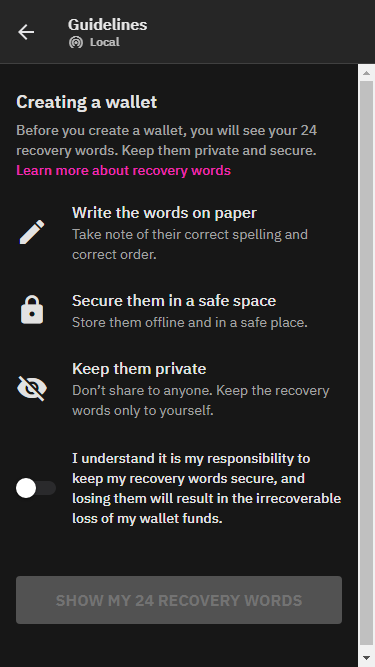 Guidelines
Local
Creating a wallet
Before you create a wallet, you will see your 24
recovery words. Keep them private and secure.
Learn more about recovery words
Write the words on paper
Take note of their correct spelling and
correct order.
Secure them in a safe space
Store them offline and in a safe place.
Keep them private
Don't share to anyone. Keep the recovery
words only to yourself.
I understand it is my responsibility to
keep my recovery words secure, and
losing them will result in the irrecoverable
loss of my wallet funds.
SHOW MY 24 RECOVERY WORDS